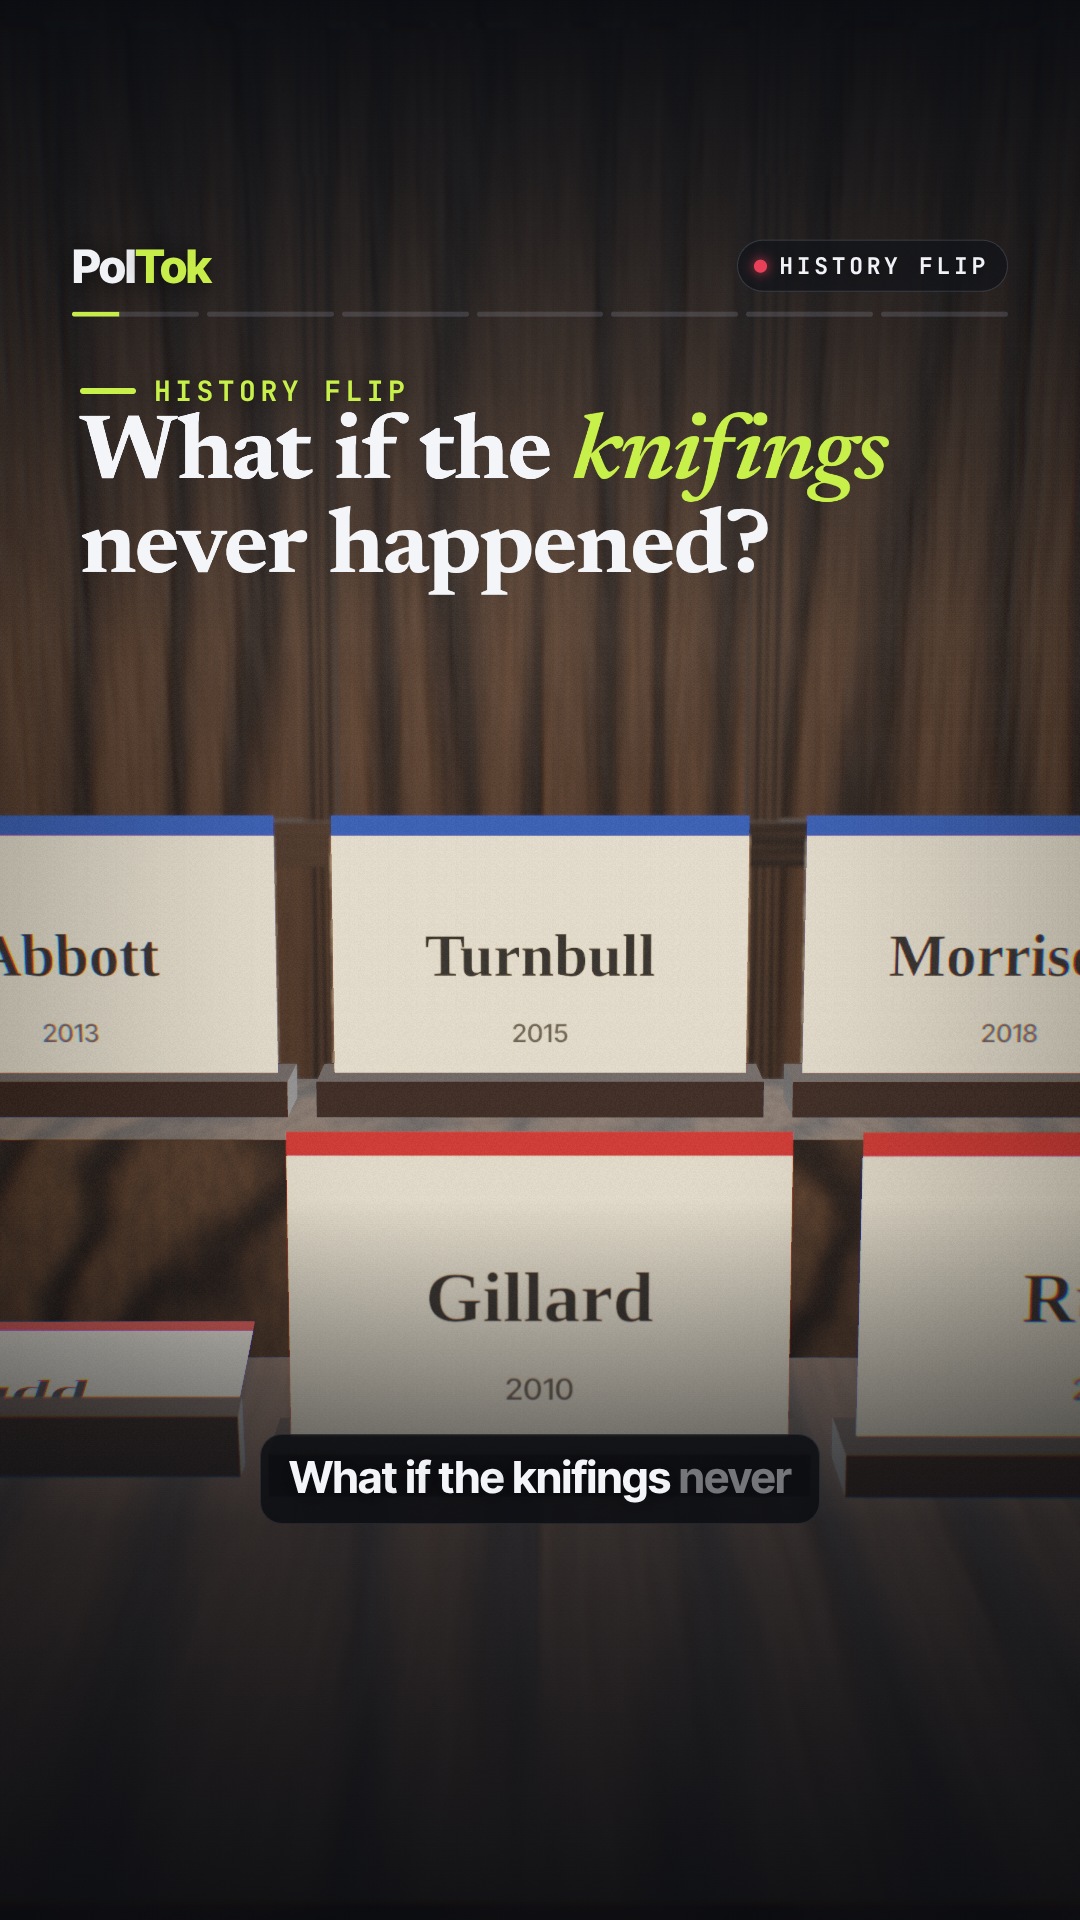 PolTok
HISTORY FLIP
HISTORY FLIP
What if the knifings
never happened?
Abbott
2013
Turnbull
2015
2018
Gillard
2010
What if the knifings never